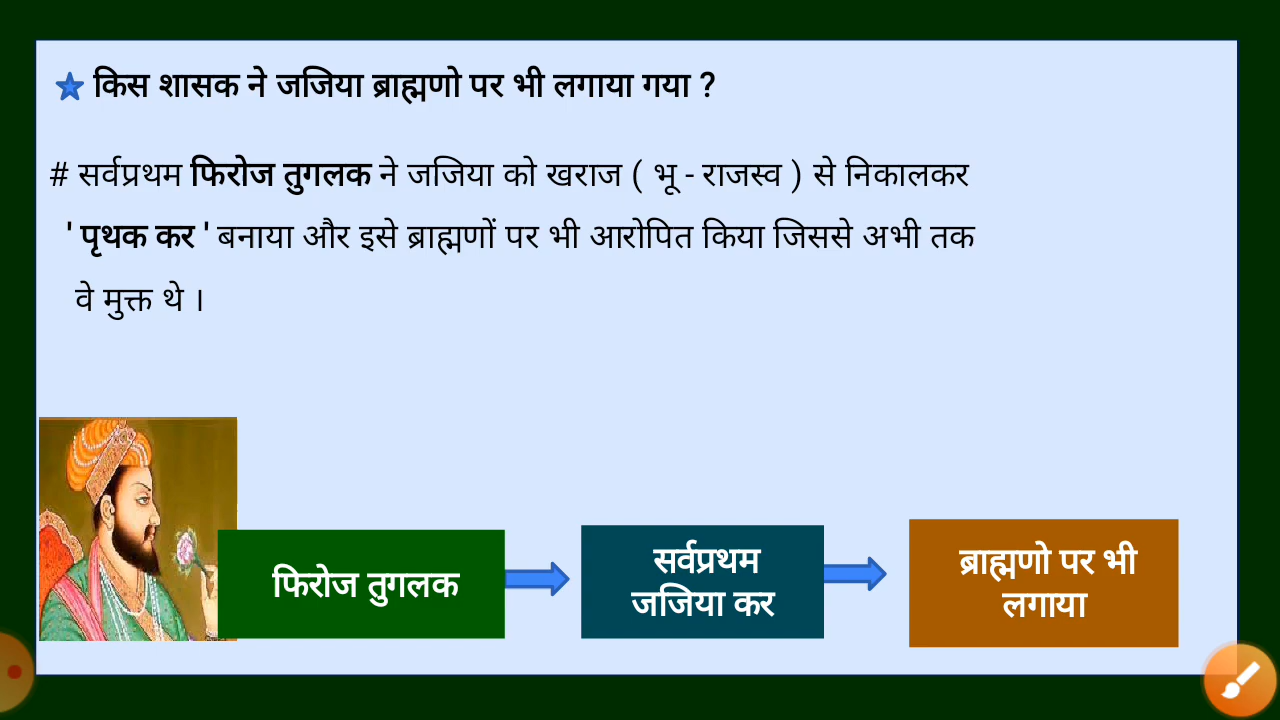 किस शासक ने जजिया ब्राह्मणो पर भी लगाया गया ?
# सर्वप्रथम फिरोज तुगलक ने जजिया को खराज ( भू - राजस्व ) से निकालकर
' पृथक कर ' बनाया और इसे ब्राह्मणों पर भी आरोपित किया जिससे अभी तक
वे मुक्त थे ।
फिरोज तुगलक
सर्वप्रथम
जजिया कर
ब्राह्मणो पर भी
लगाया